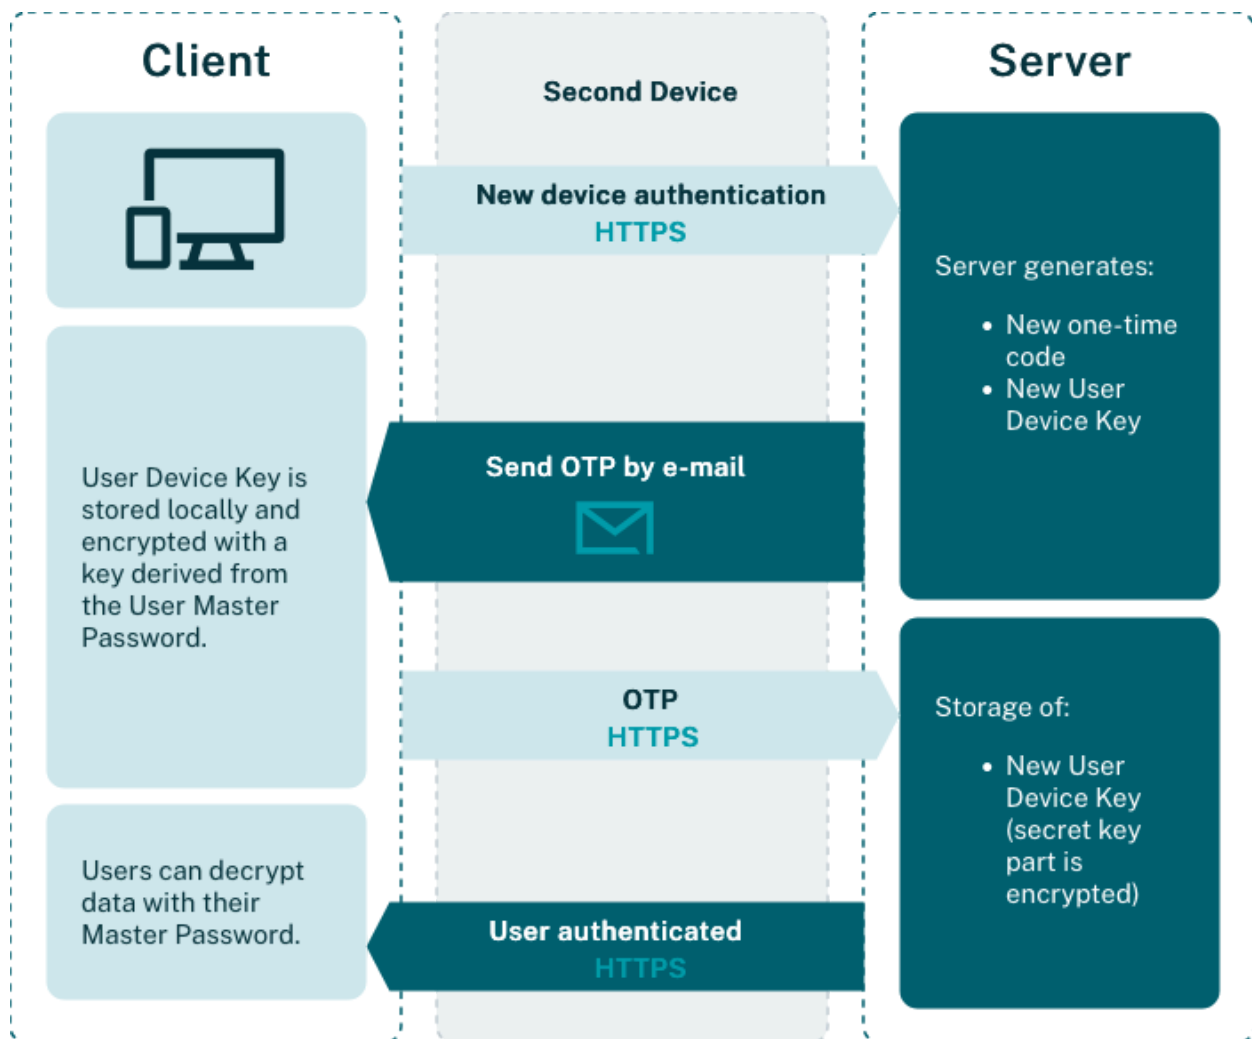 Client
Second Device
Server
New device authentication
HTTPS
Server generates:
• New one-time
code
• New User
Device Key
User Device Key is
stored locally and
encrypted with a
key derived from
the User Master
Password.
Send OTP by e-mail
OTP
HTTPS
Storage of:
• New User
Device Key
(secret key
part is
encrypted)
Users can decrypt
data with their
Master Password.
User authenticated
HTTPS